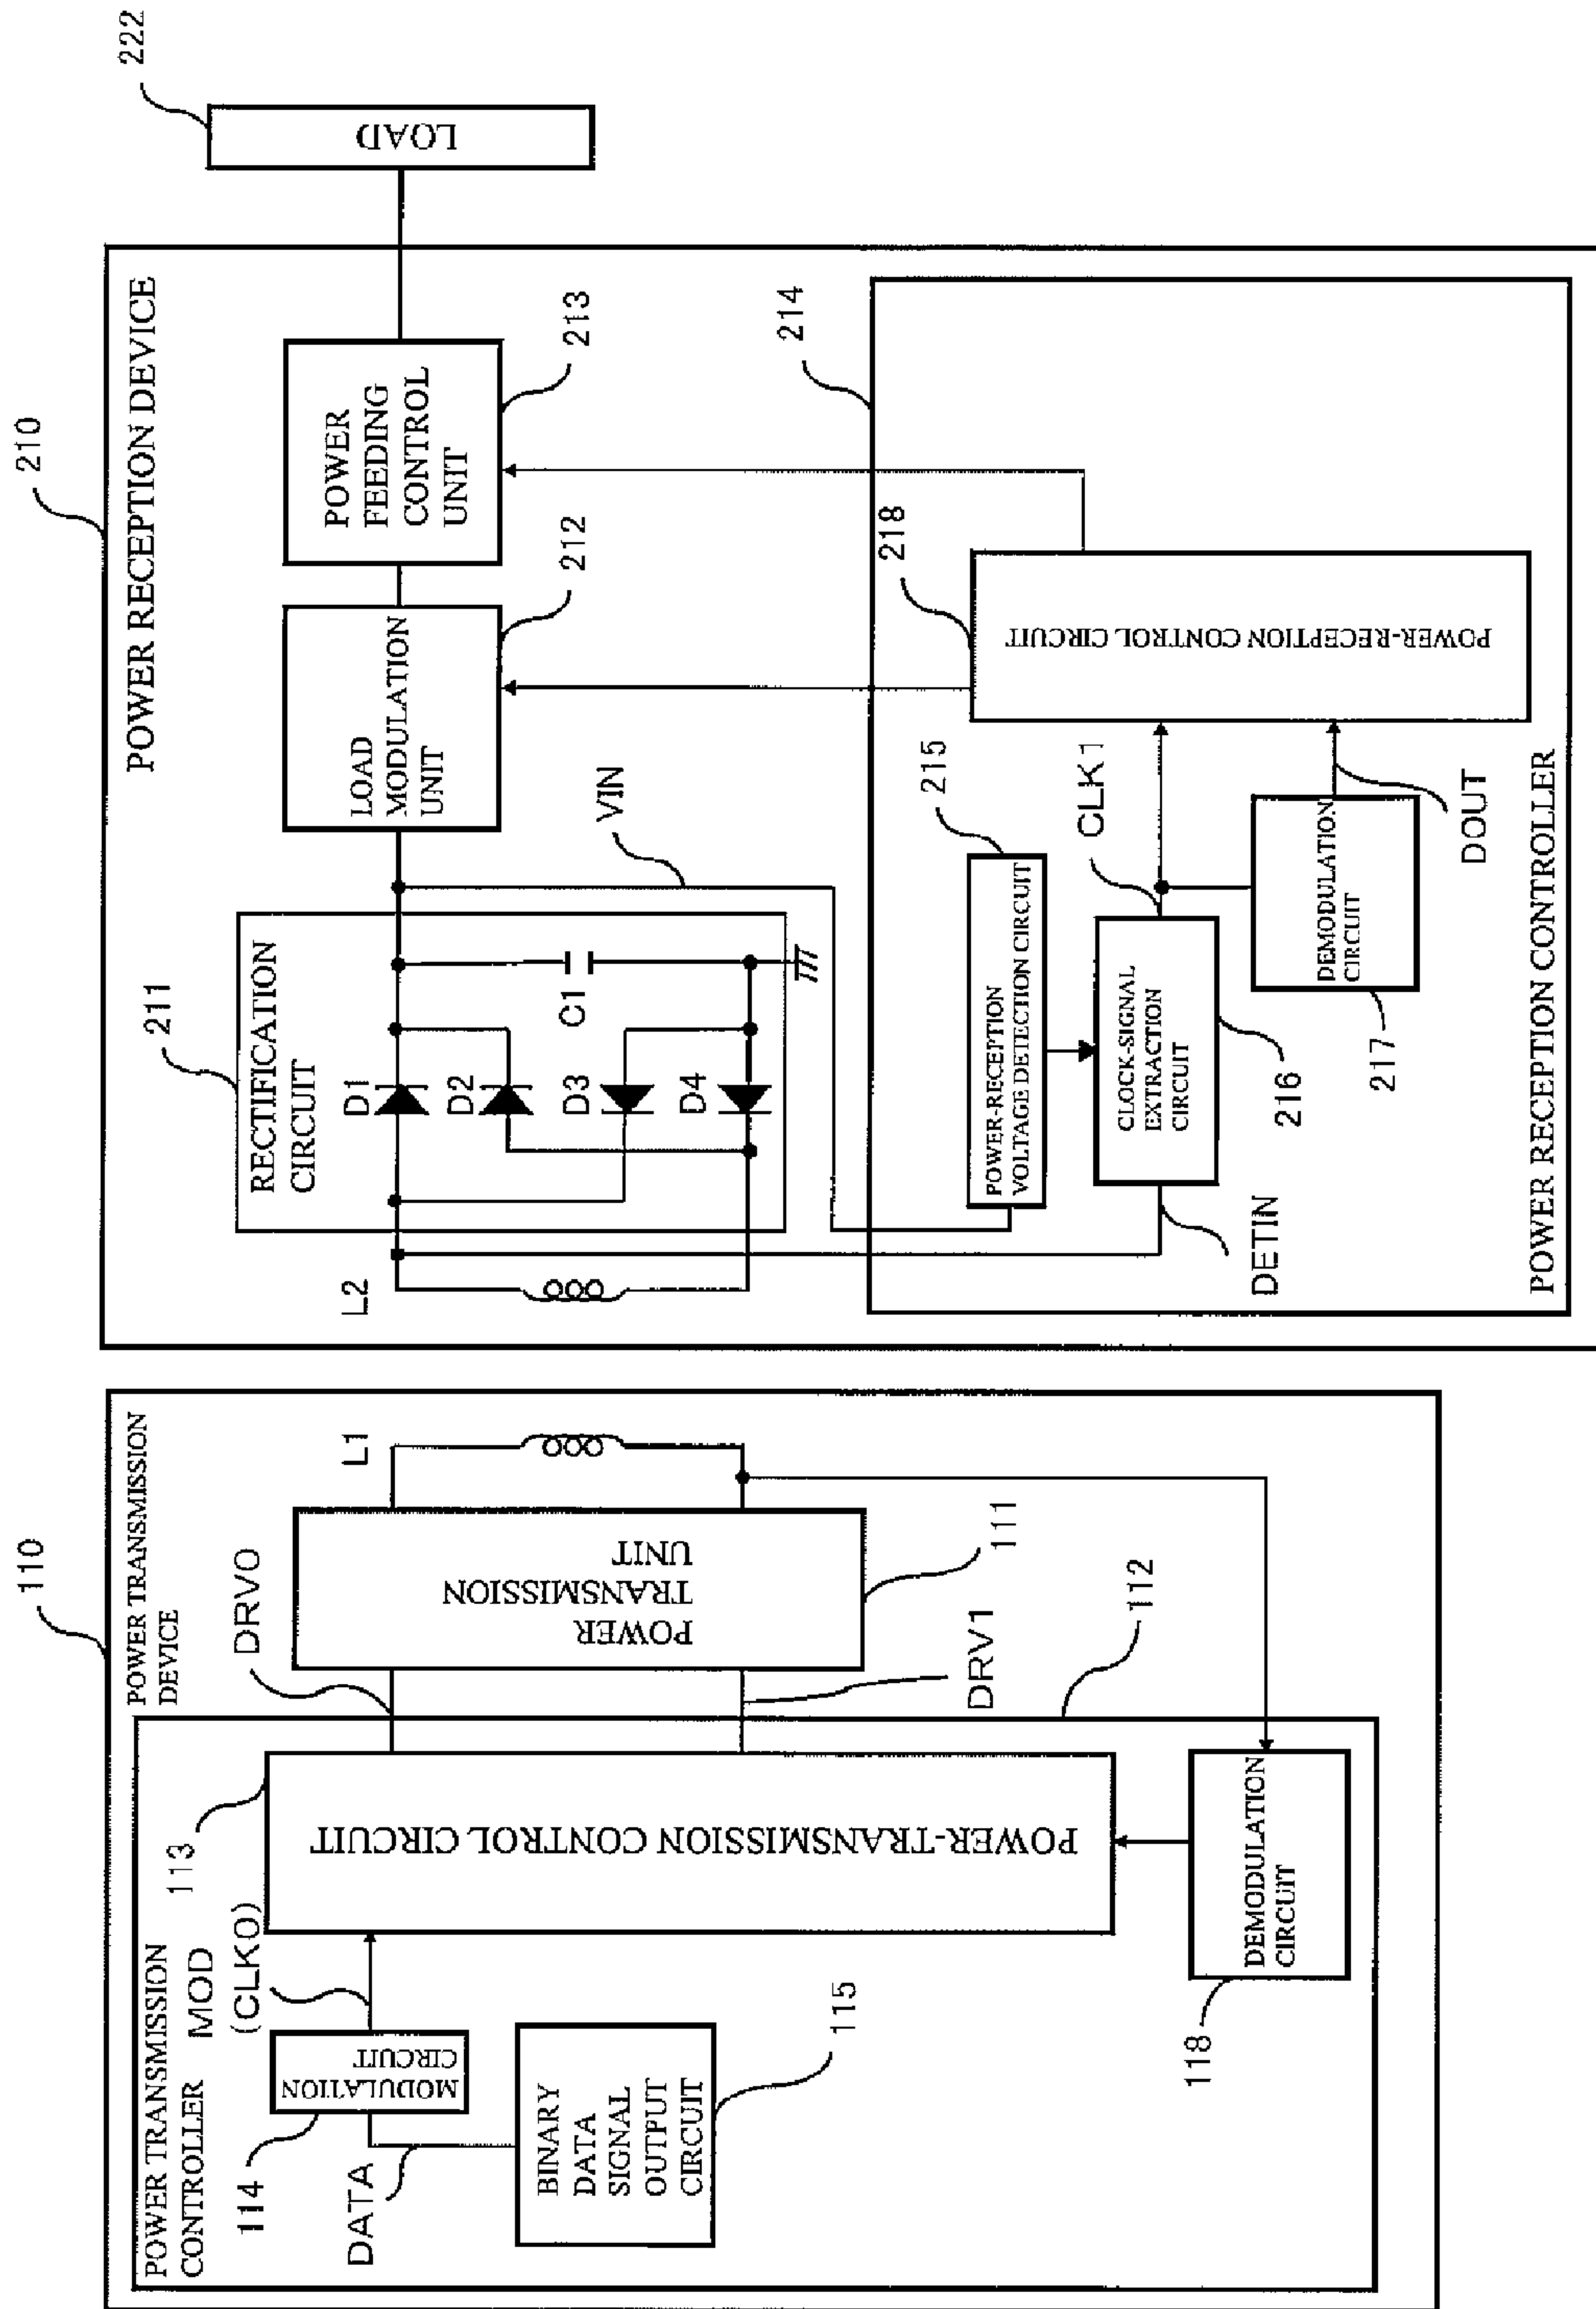 110
POWER TRANSMISSION
DEVICE
POWER TRANSMISSION
CONTROLLER
114
MODULATION
CIRCUIT
MOD
(CLK0)
113
DATA
BINARY
DATA
SIGNAL
OUTPUT
CIRCUIT
115
POWER-TRANSMISSION CONTROL CIRCUIT
DRV0
DRV1
POWER
TRANSMISSION
UNIT
111
L1
112
118
DEMODULATION
CIRCUIT
210
POWER RECEPTION DEVICE
211
RECTIFICATION
CIRCUIT
L2
D1
D2
D3
D4
C1
VIN
LOAD
MODULATION
UNIT
212
POWER
FEEDING
CONTROL
UNIT
213
LOAD
222
214
215
POWER-RECEPTION
VOLTAGE DETECTION CIRCUIT
CLOCK-SIGNAL
EXTRACTION
CIRCUIT
216
DETIN
CLK1
DEMODULATION
CIRCUIT
217
DOUT
218
POWER-RECEPTION CONTROL CIRCUIT
POWER RECEPTION CONTROLLER